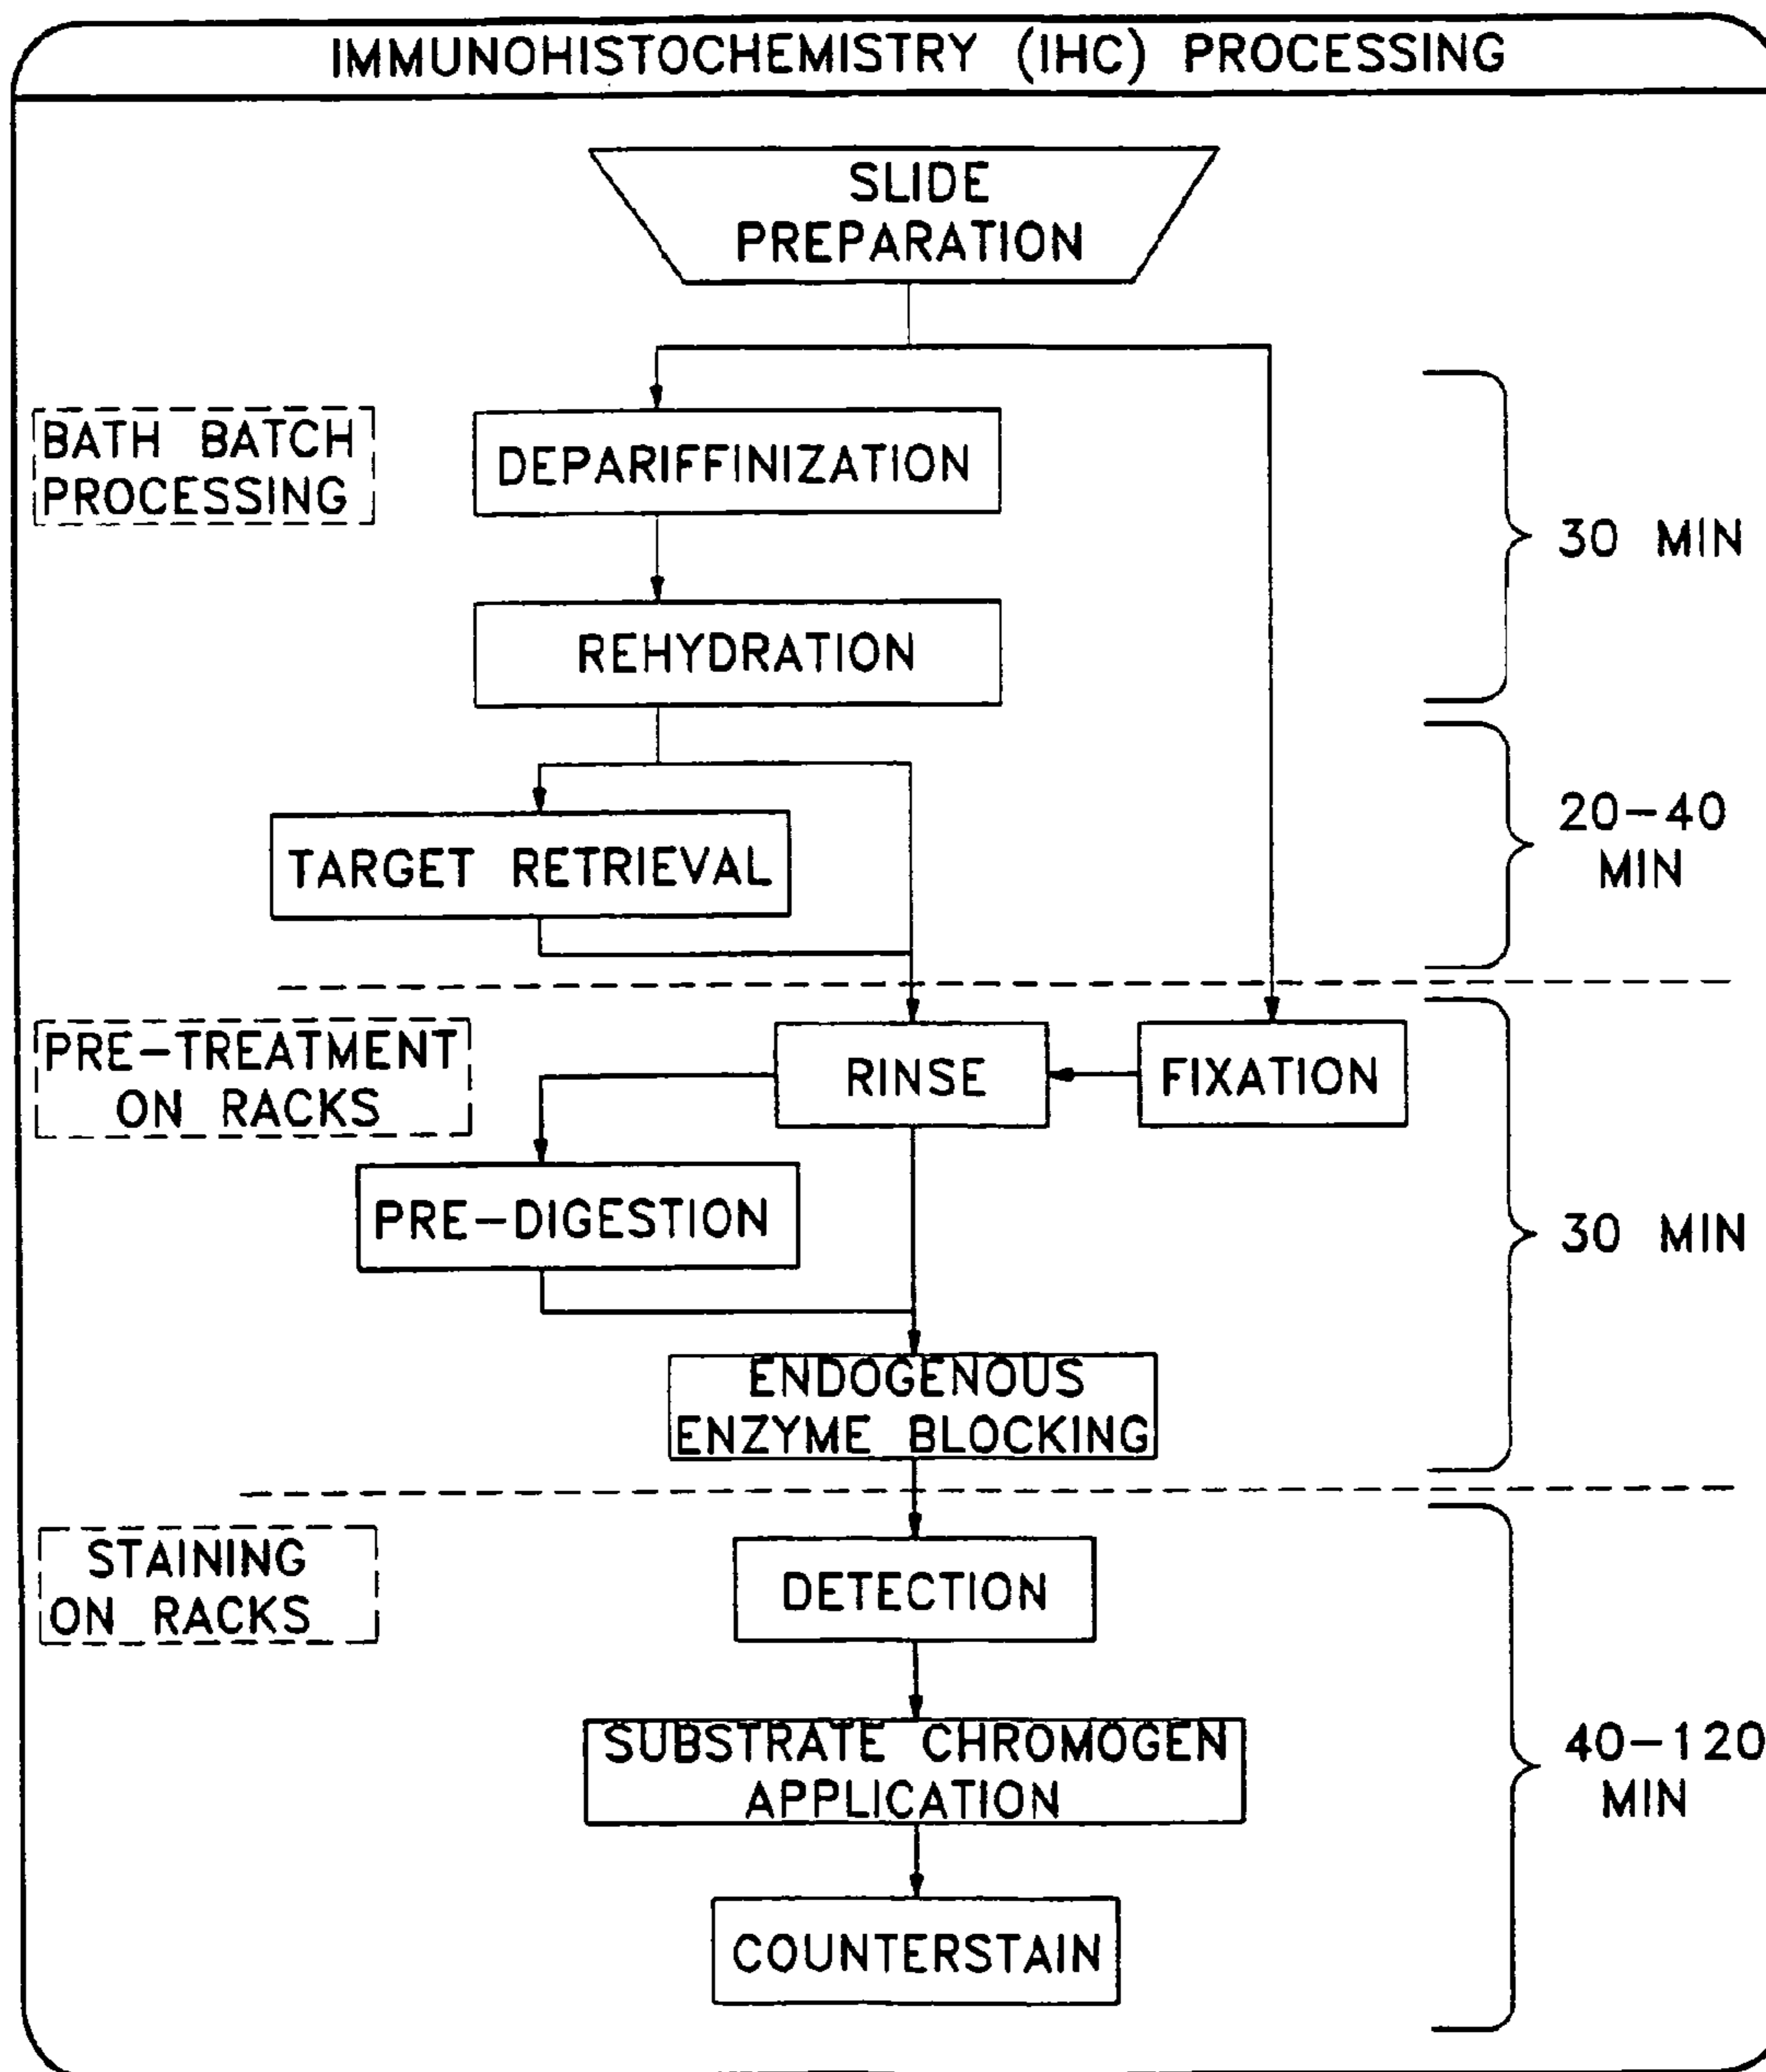 IMMUNOHISTOCHEMISTRY (IHC) PROCESSING
SLIDE
PREPARATION
BATH BATCH
PROCESSING
DEPARIFFINIZATION
30 MIN
REHYDRATION
TARGET RETRIEVAL
20-40
MIN
PRE-TREATMENT
ON RACKS
RINSE
FIXATION
PRE-DIGESTION
30 MIN
ENDOGENOUS
ENZYME BLOCKING
STAINING
ON RACKS
DETECTION
SUBSTRATE CHROMOGEN
APPLICATION
40-120
MIN
COUNTERSTAIN